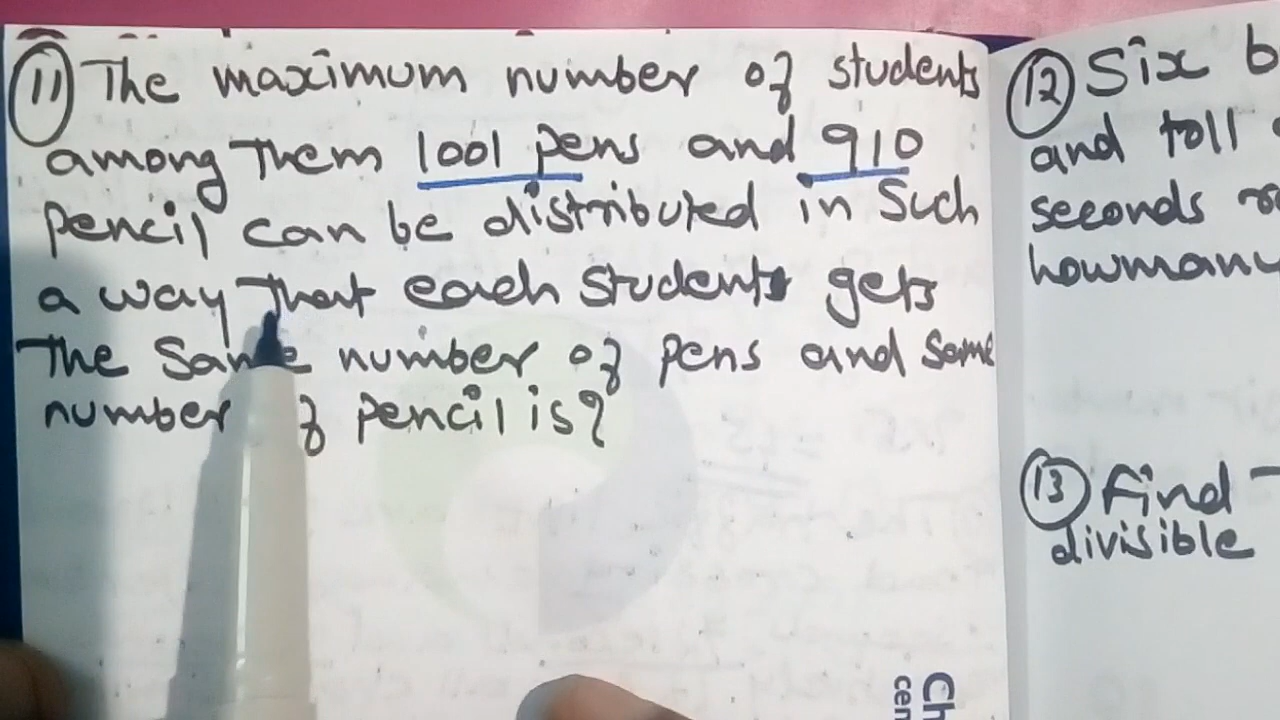 11 The maximum number of students
among Them 1001 pens and 910
pencil can be distributed in such
a way That each students gets
The Same number of pens and same
number of pencil is?
12 Six b
and toll
seconds
howmany
13 Find
divisible
Ch
cen